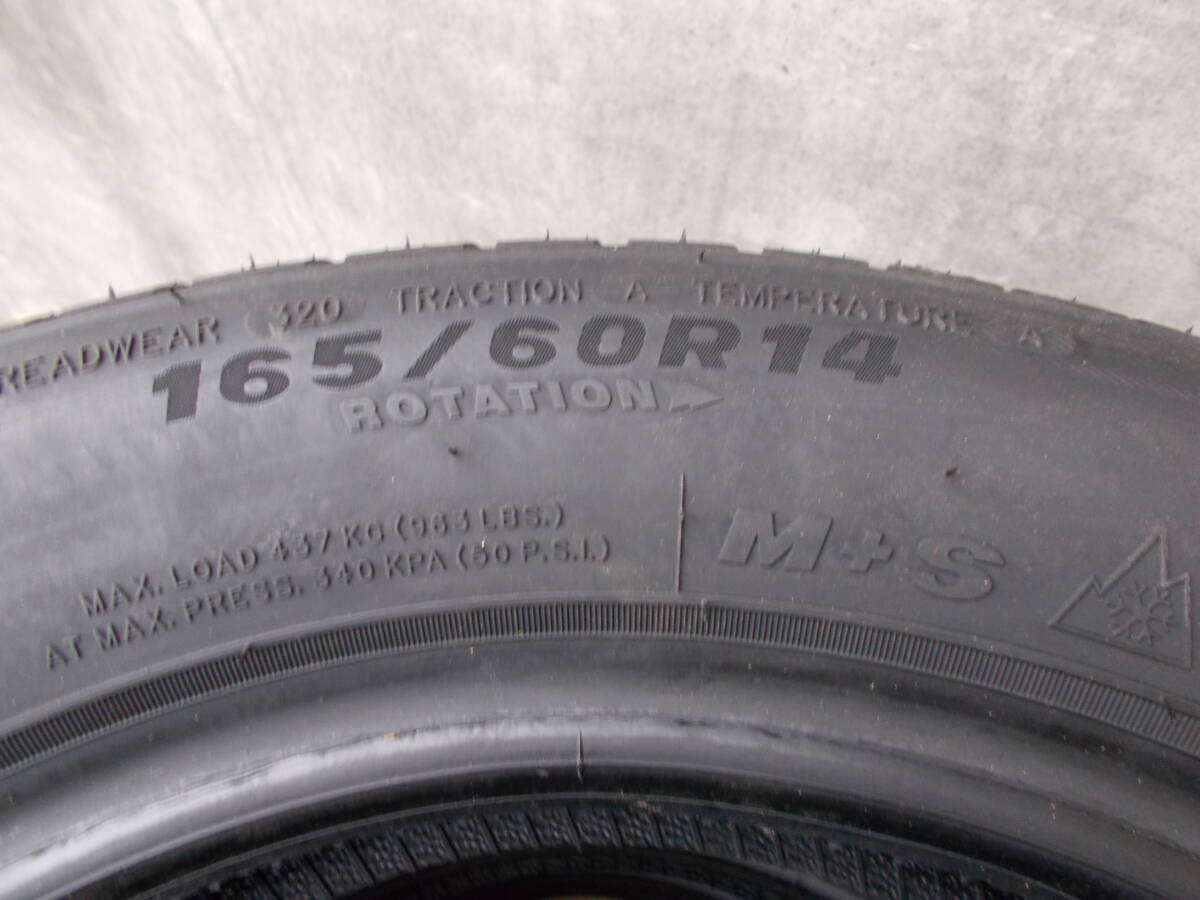 READWEAR 320 TRACTION A TEMPERATURE A
165/60R14
ROTATION
MAX. LOAD 437 KG (963 LBS.)
AT MAX. PRESS. 340 KPA (50 P.S.I.)
M+S